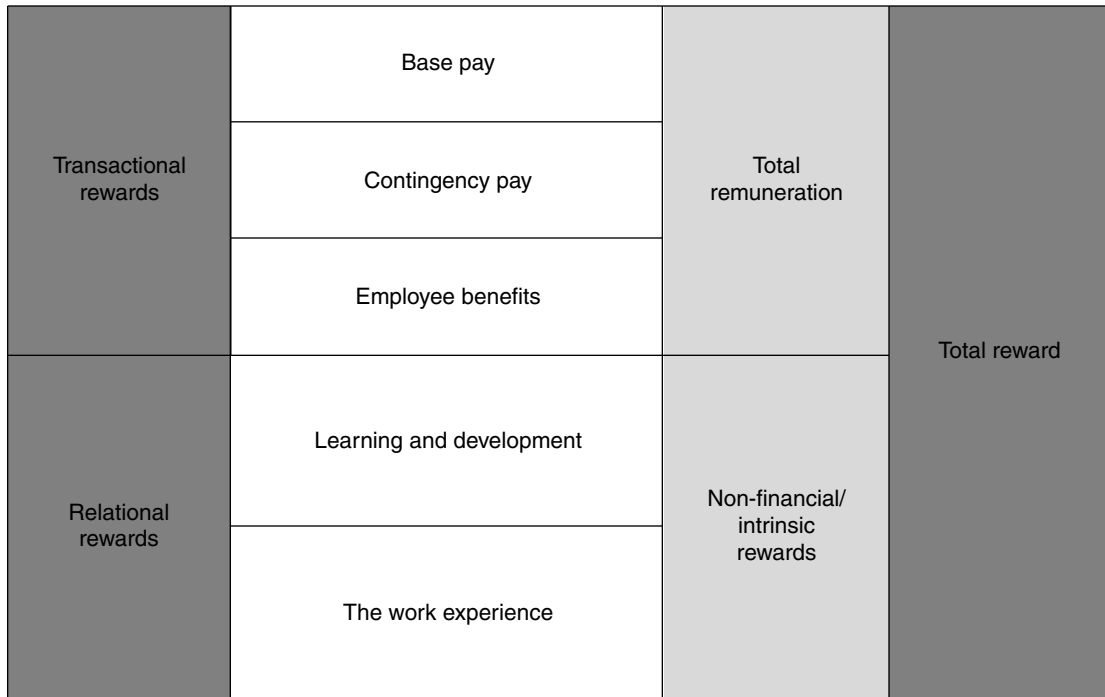 Base pay
Transactional
rewards
Contingency pay
Total
remuneration
Employee benefits
Total reward
Learning and development
Relational
rewards
Non-financial/
intrinsic
rewards
The work experience